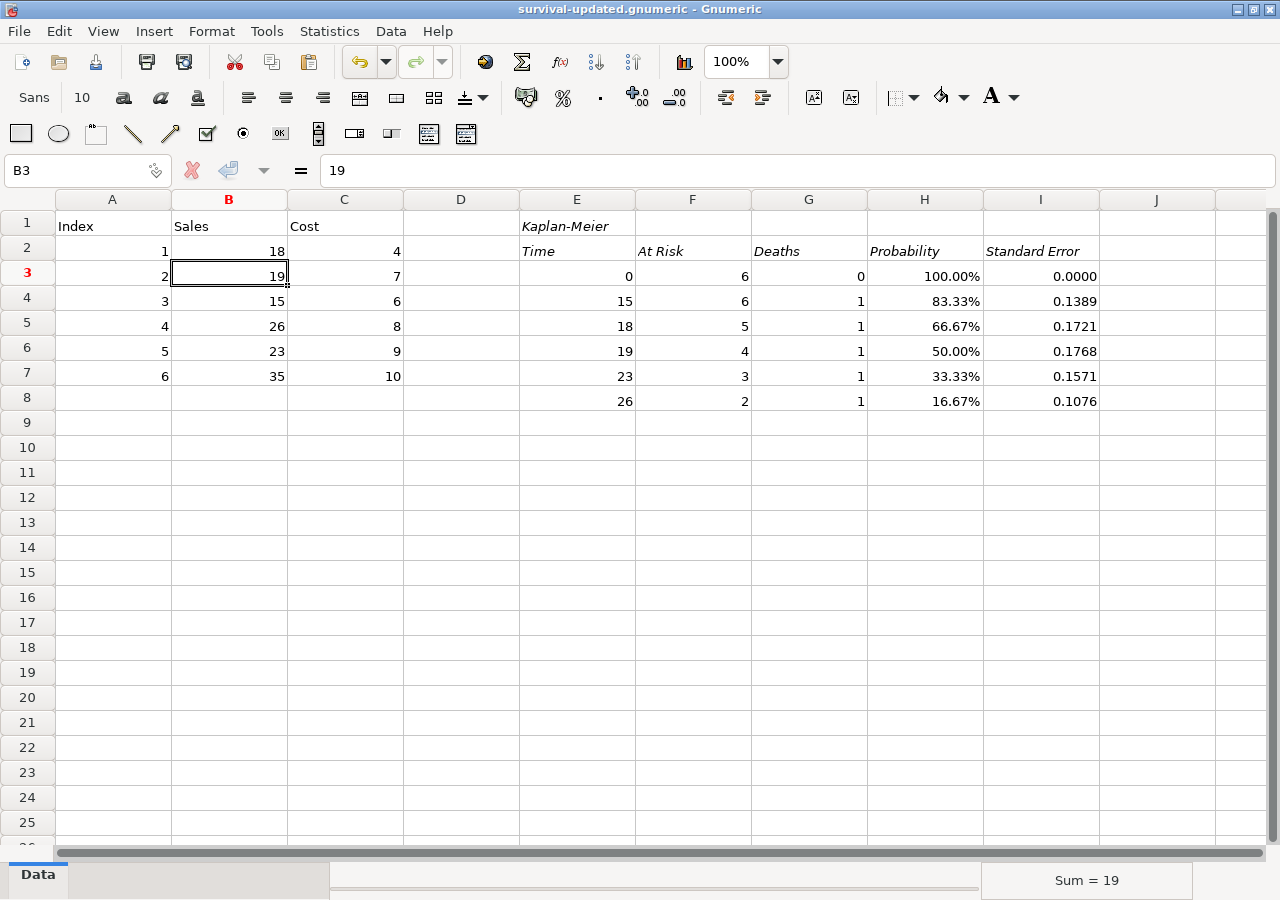 survival-updated.gnumeric - Gnumeric
File Edit View Insert Format Tools Statistics Data Help
f(x) 100%
Sans 10 a a a % +0 .00 .00 -.0 A A A
OK
B3 19
A B C D E F G H I J
1 Index Sales Cost Kaplan-Meier
2 1 18 4 Time At Risk Deaths Probability Standard Error
3 2 19 7 0 6 0 100.00% 0.0000
4 3 15 6 15 6 1 83.33% 0.1389
5 4 26 8 18 5 1 66.67% 0.1721
6 5 23 9 19 4 1 50.00% 0.1768
7 6 35 10 23 3 1 33.33% 0.1571
8 26 2 1 16.67% 0.1076
9
10
11
12
13
14
15
16
17
18
19
20
21
22
23
24
25
Data Sum = 19